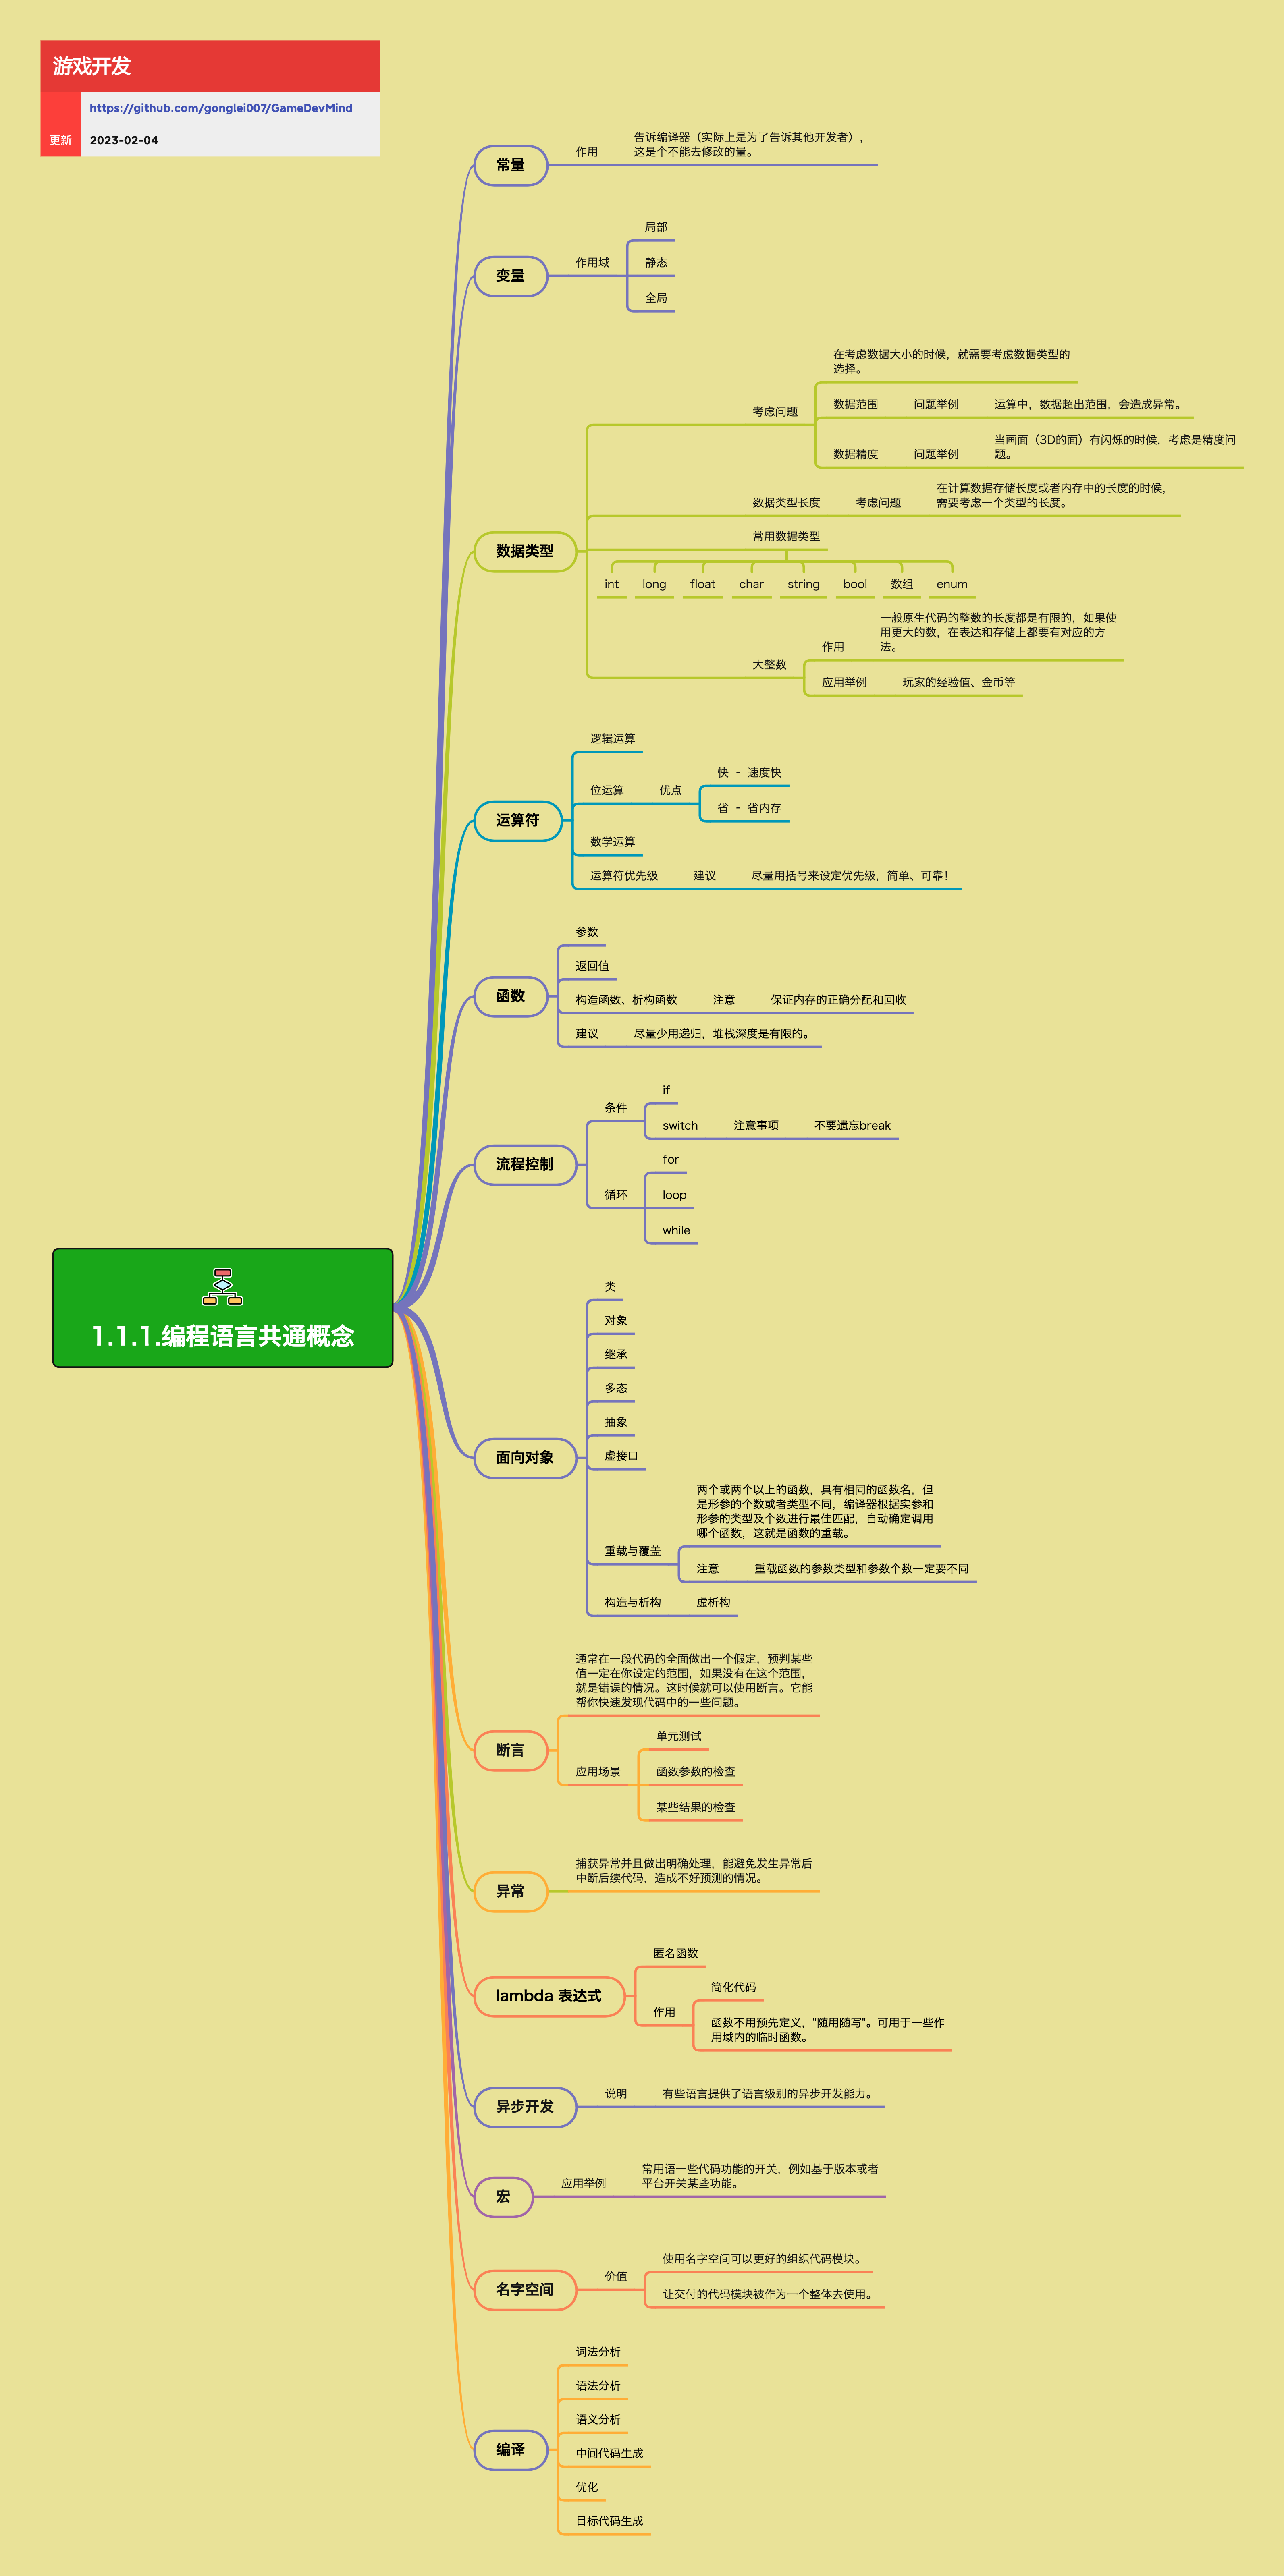 游戏开发
https://github.com/gonglei007/GameDevMind
更新
2023-02-04
1.1.1.编程语言共通概念
常量
作用
告诉编译器（实际上是为了告诉其他开发者），
这是个不能去修改的量。
变量
作用域
局部
静态
全局
数据类型
考虑问题
在考虑数据大小的时候，就需要考虑数据类型的
选择。
数据范围
问题举例
运算中，数据超出范围，会造成异常。
数据精度
问题举例
当画面（3D的面）有闪烁的时候，考虑是精度问
题。
数据类型长度
考虑问题
在计算数据存储长度或者内存中的长度的时候，
需要考虑一个类型的长度。
常用数据类型
int
long
float
char
string
bool
数组
enum
大整数
作用
一般原生代码的整数的长度都是有限的，如果使
用更大的数，在表达和存储上都要有对应的方
法。
应用举例
玩家的经验值、金币等
运算符
逻辑运算
位运算
优点
快 - 速度快
省 - 省内存
数学运算
运算符优先级
建议
尽量用括号来设定优先级，简单、可靠！
函数
参数
返回值
构造函数、析构函数
注意
保证内存的正确分配和回收
建议
尽量少用递归，堆栈深度是有限的。
流程控制
条件
if
switch
注意事项
不要遗忘break
循环
for
loop
while
面向对象
类
对象
继承
多态
抽象
虚接口
重载与覆盖
两个或两个以上的函数，具有相同的函数名，但
是形参的个数或者类型不同，编译器根据实参和
形参的类型及个数进行最佳匹配，自动确定调用
哪个函数，这就是函数的重载。
注意
重载函数的参数类型和参数个数一定要不同
构造与析构
虚析构
断言
通常在一段代码的全面做出一个假定，预判某些
值一定在你设定的范围，如果没有在这个范围，
就是错误的情况。这时候就可以使用断言。它能
帮你快速发现代码中的一些问题。
应用场景
单元测试
函数参数的检查
某些结果的检查
异常
捕获异常并且做出明确处理，能避免发生异常后
中断后续代码，造成不好预测的情况。
lambda 表达式
匿名函数
作用
简化代码
函数不用预先定义，"随用随写"。可用于一些作
用域内的临时函数。
异步开发
说明
有些语言提供了语言级别的异步开发能力。
宏
应用举例
常用语一些代码功能的开关，例如基于版本或者
平台开关某些功能。
名字空间
价值
使用名字空间可以更好的组织代码模块。
让交付的代码模块被作为一个整体去使用。
编译
词法分析
语法分析
语义分析
中间代码生成
优化
目标代码生成